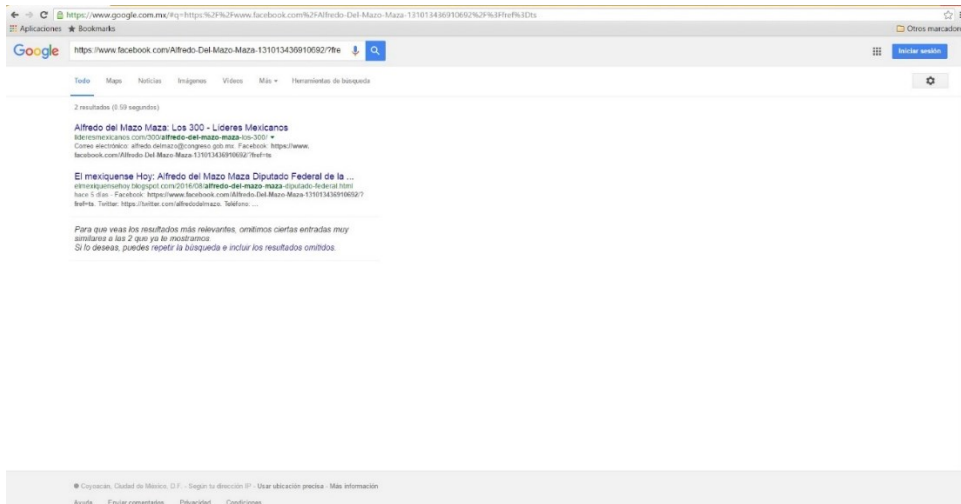 https://www.google.com.mx/#q=https:%2F%2Fwww.facebook.com%2FAlfredo-Del-Mazo-Maza-131013436910692%2F%3Ffref%3Dts
Aplicaciones Bookmarks Otros marcadores
Google https://www.facebook.com/Alfredo-Del-Mazo-Maza-131013436910692/?fre Iniciar sesión
Todo Maps Noticias Imágenes Vídeos Más Herramientas de búsqueda
2 resultados (0.59 segundos)
Alfredo del Mazo Maza: Los 300 - Líderes Mexicanos
lideresmexicanos.com/300/alfredo-del-mazo-maza-los-300/
Correo electrónico: alfredo.delmazo@congreso.gob.mx. Facebook: https://www.
facebook.com/Alfredo-Del-Mazo-Maza-131013436910692/?fref=ts
El mexiquense Hoy: Alfredo del Mazo Maza Diputado Federal de la ...
elmexiquensehoy.blogspot.com/2016/08/alfredo-del-mazo-maza-diputado-federal.html
hace 5 días - Facebook: https://www.facebook.com/Alfredo-Del-Mazo-Maza-131013436910692/?
fref=ts. Twitter: https://twitter.com/alfredodelmazo. Teléfono: ...
Para que veas los resultados más relevantes, omitimos ciertas entradas muy
similares a las 2 que ya te mostramos.
Si lo deseas, puedes repetir la búsqueda e incluir los resultados omitidos.
Coyoacán, Ciudad de México, D.F. - Según tu dirección IP - Usar ubicación precisa - Más información
Ayuda Enviar comentarios Privacidad Condiciones